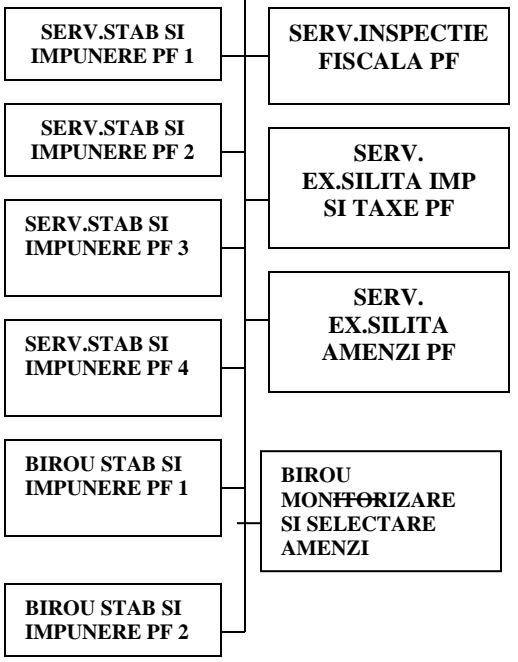 SERV.STAB SI
IMPUNERE PF 1
SERV.STAB SI
IMPUNERE PF 2
SERV.STAB SI
IMPUNERE PF 3
SERV.STAB SI
IMPUNERE PF 4
BIROU STAB SI
IMPUNERE PF 1
BIROU STAB SI
IMPUNERE PF 2
SERV.INSPECTIE
FISCALA PF
SERV.
EX.SILITA IMP
SI TAXE PF
SERV.
EX.SILITA
AMENZI PF
BIROU
MONITORIZARE
SI SELECTARE
AMENZI